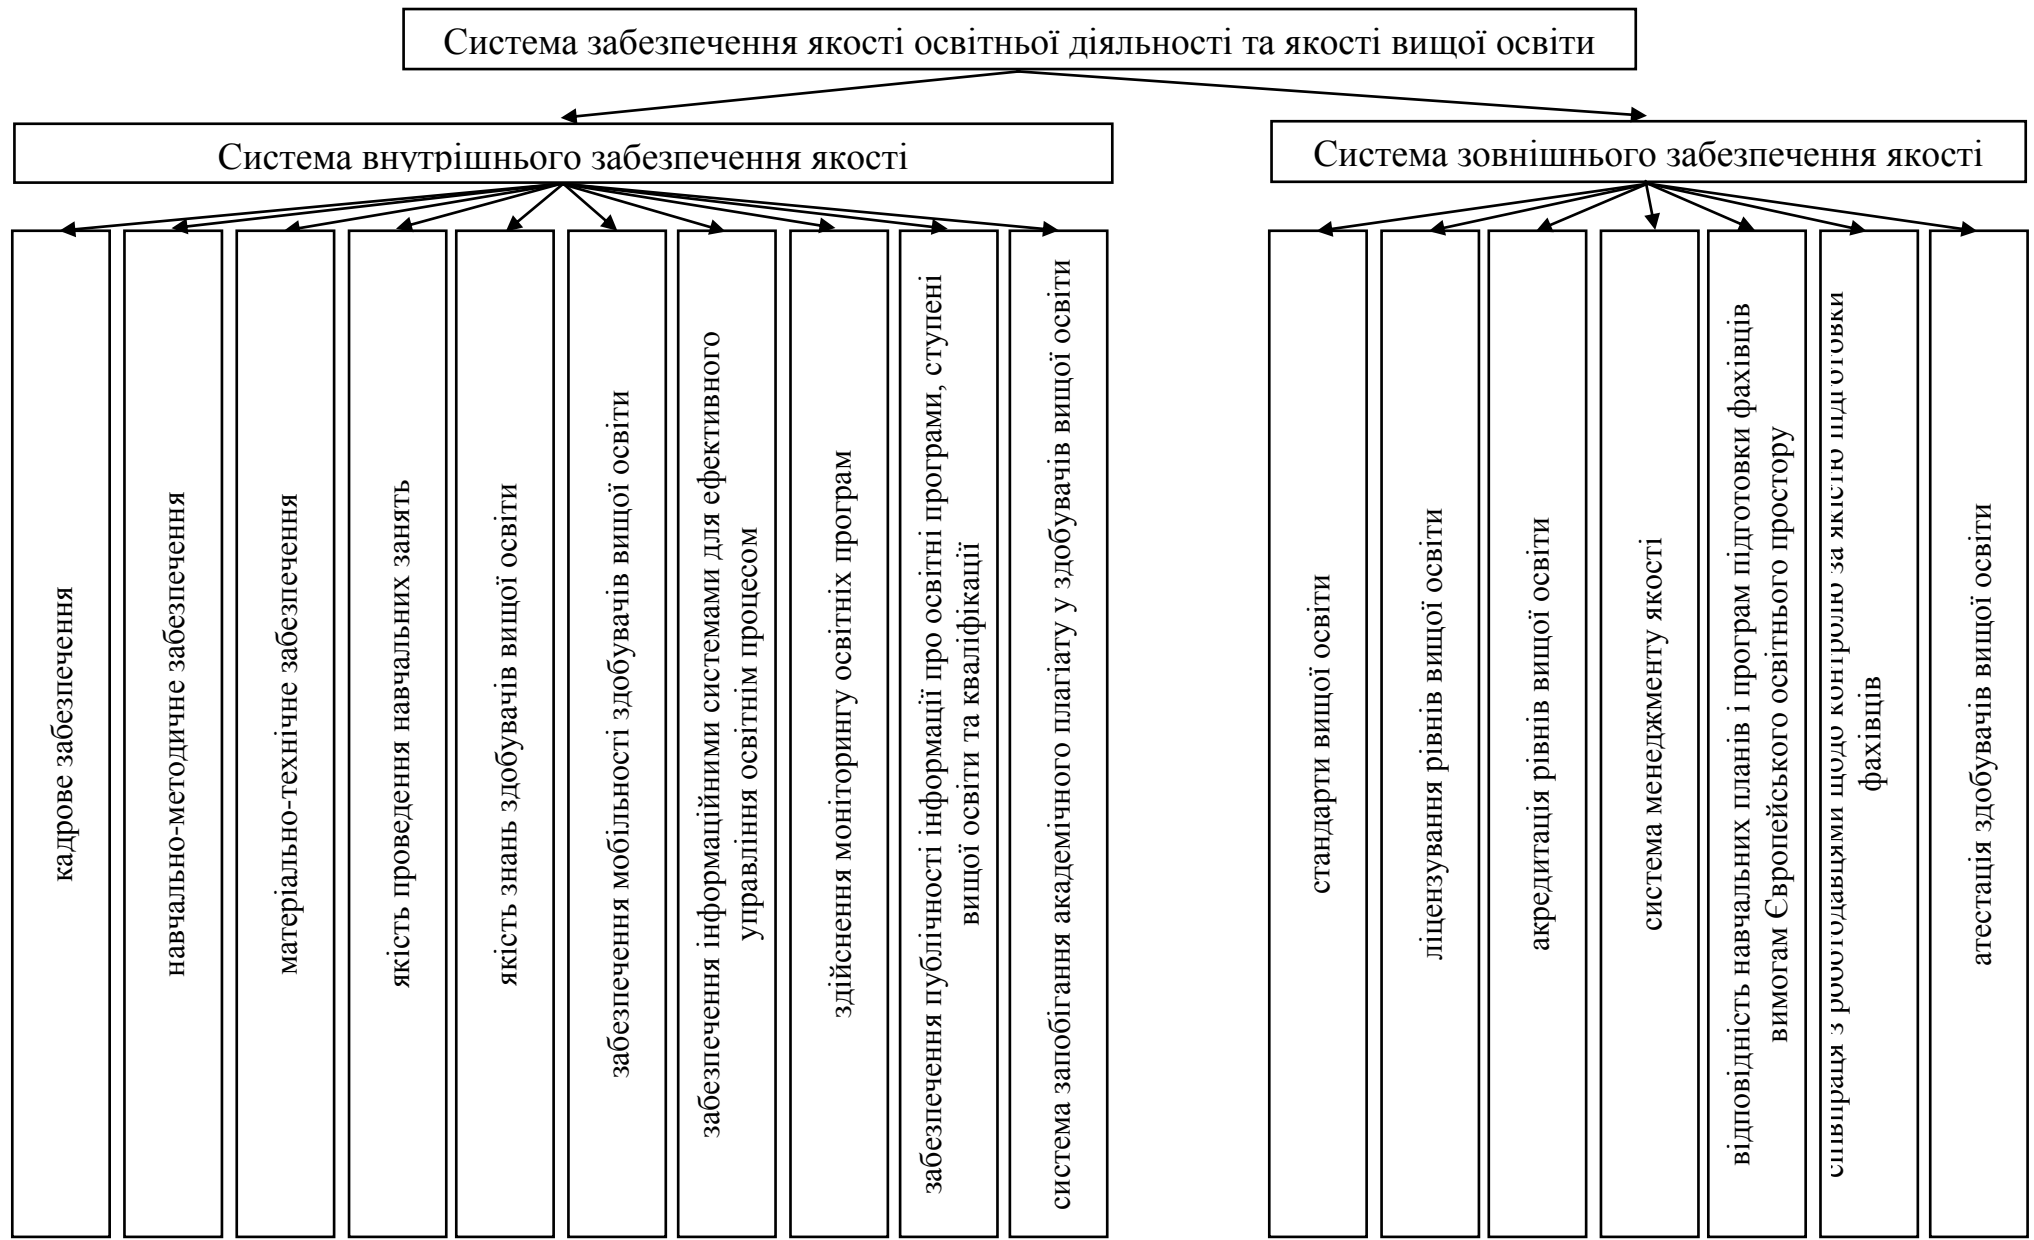 Система забезпечення якості освітньої діяльності та якості вищої освіти
Система внутрішнього забезпечення якості
Система зовнішнього забезпечення якості
кадрове забезпечення
навчально-методичне забезпечення
матеріально-технічне забезпечення
якість проведення навчальних занять
якість знань здобувачів вищої освіти
забезпечення мобільності здобувачів вищої освіти
забезпечення інформаційними системами для ефективного
управління освітнім процесом
здійснення моніторингу освітніх програм
забезпечення публічності інформації про освітні програми, ступені
вищої освіти та кваліфікації
система запобігання академічного плагіату у здобувачів вищої освіти
стандарти вищої освіти
ліцензування рівнів вищої освіти
акредитація рівнів вищої освіти
система менеджменту якості
відповідність навчальних планів і програм підготовки фахівців
вимогам Європейського освітнього простору
співпраця з роботодавцями щодо контролю за якістю підготовки
фахівців
атестація здобувачів вищої освіти